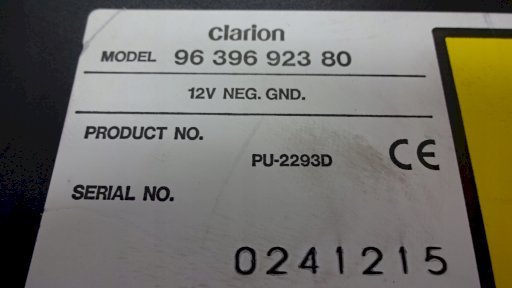 clarion
MODEL 96 396 923 80
12V NEG. GND.
PRODUCT NO.
PU-2293D
CE
SERIAL NO.
0241215